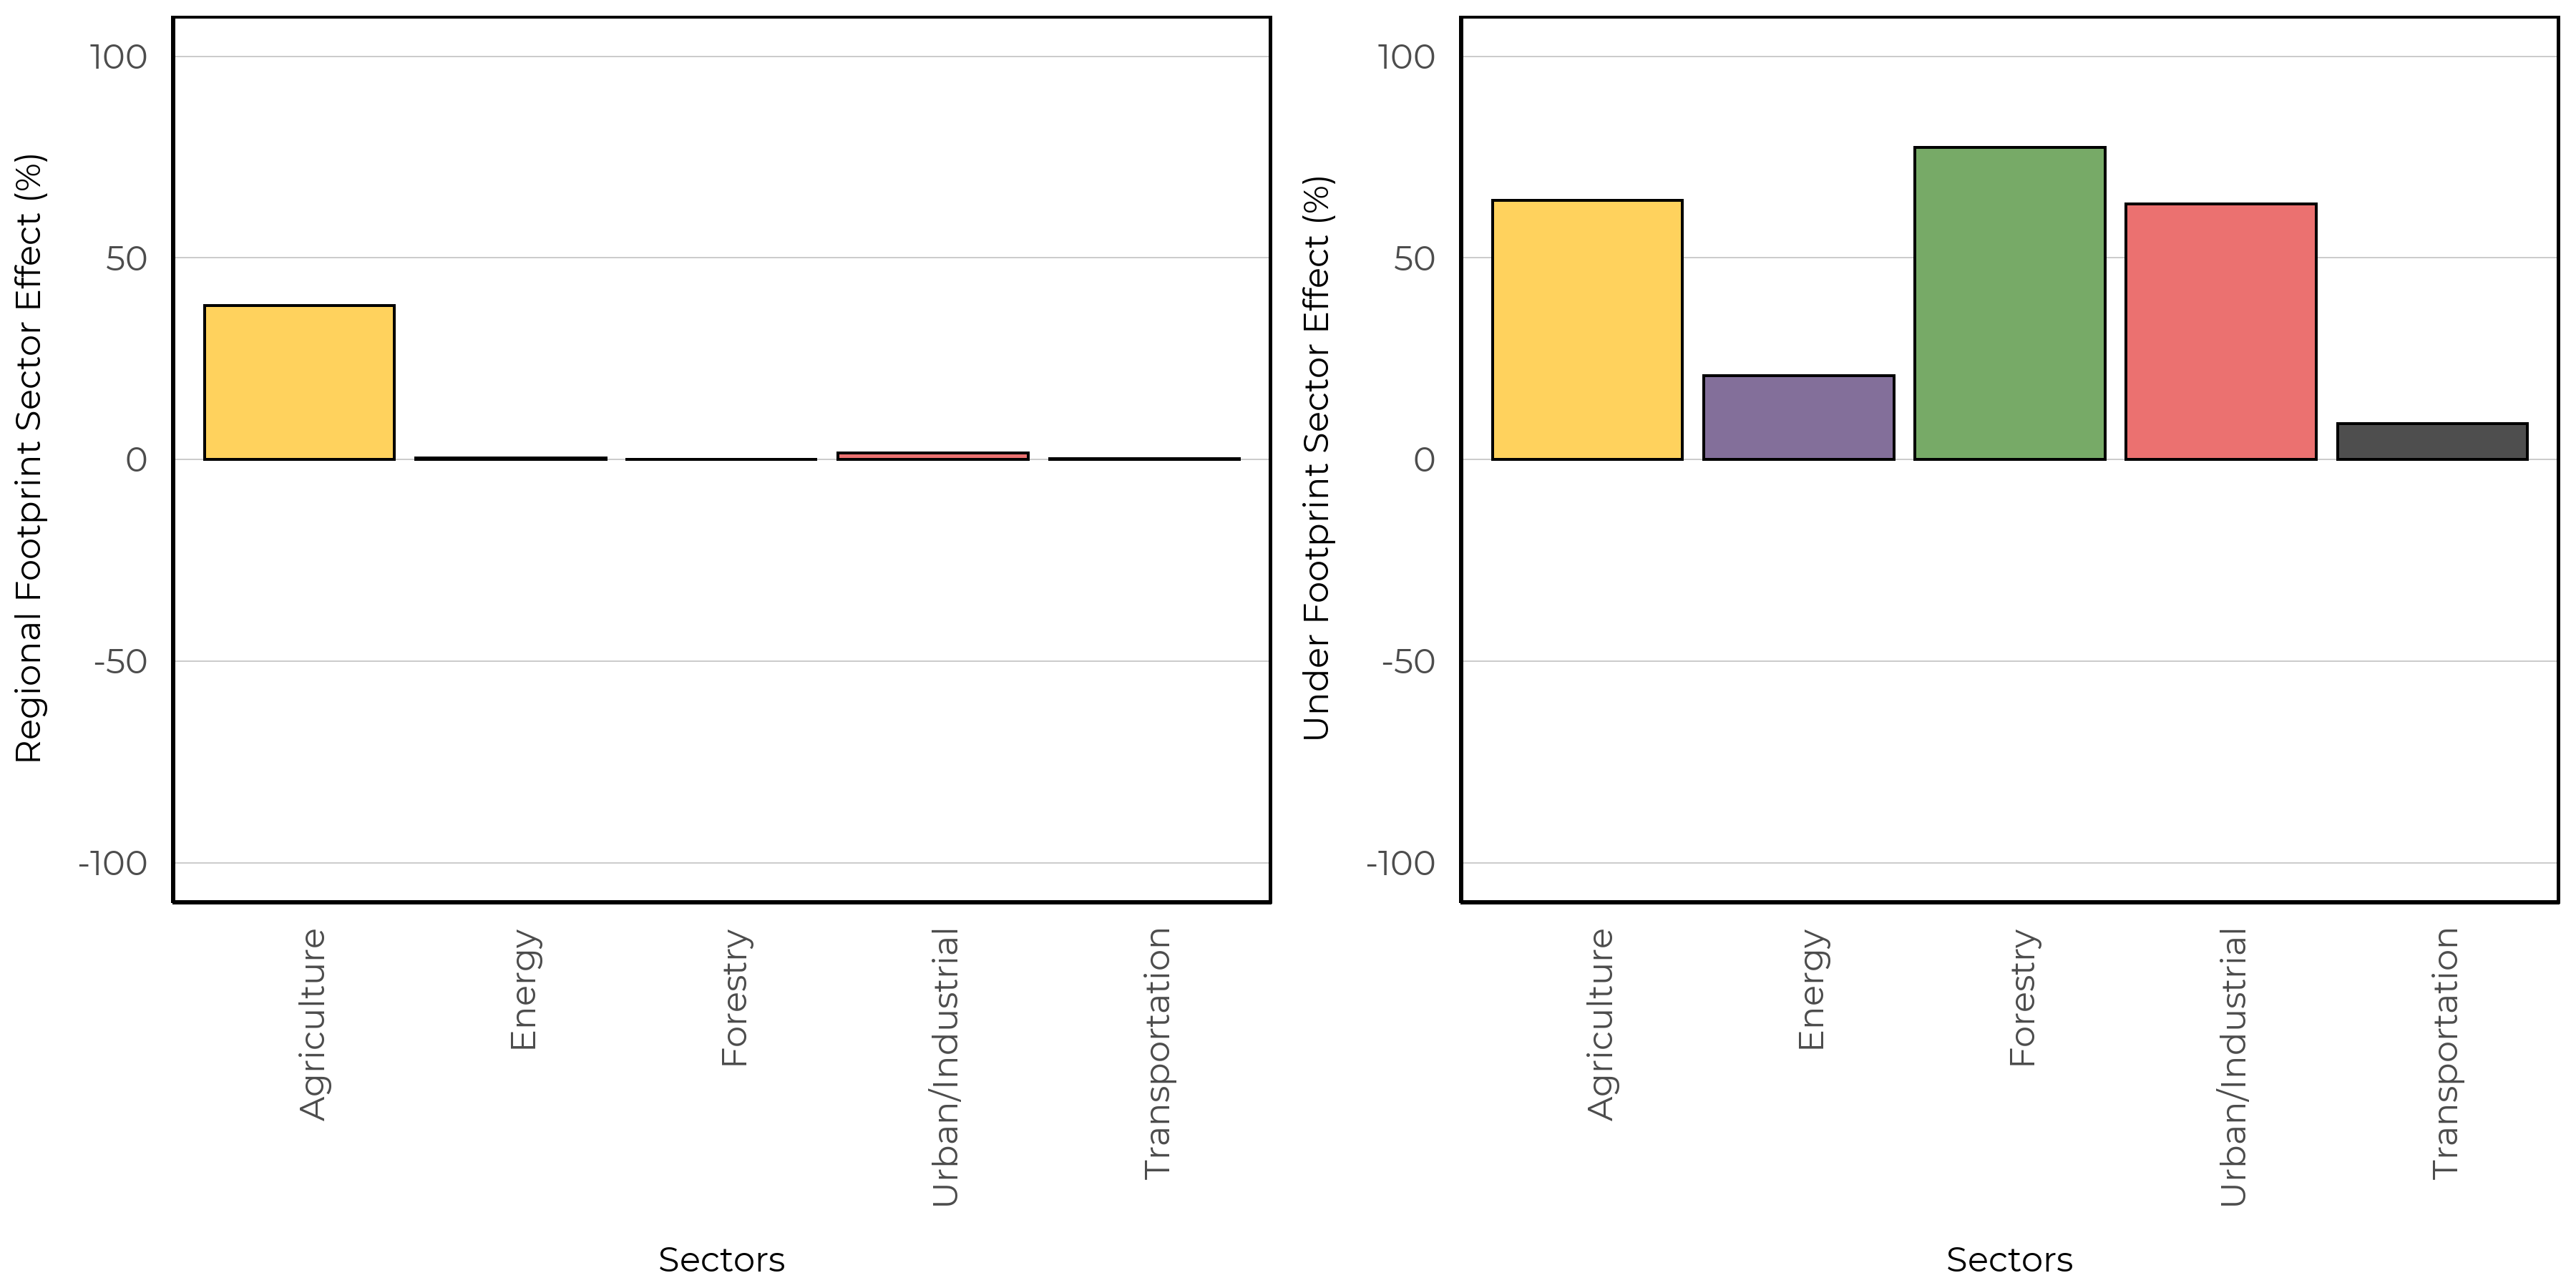 Regional Footprint Sector Effect (%)
100
50
0
-50
-100
Agriculture
Energy
Forestry
Urban/Industrial
Transportation
Sectors
Under Footprint Sector Effect (%)
100
50
0
-50
-100
Agriculture
Energy
Forestry
Urban/Industrial
Transportation
Sectors